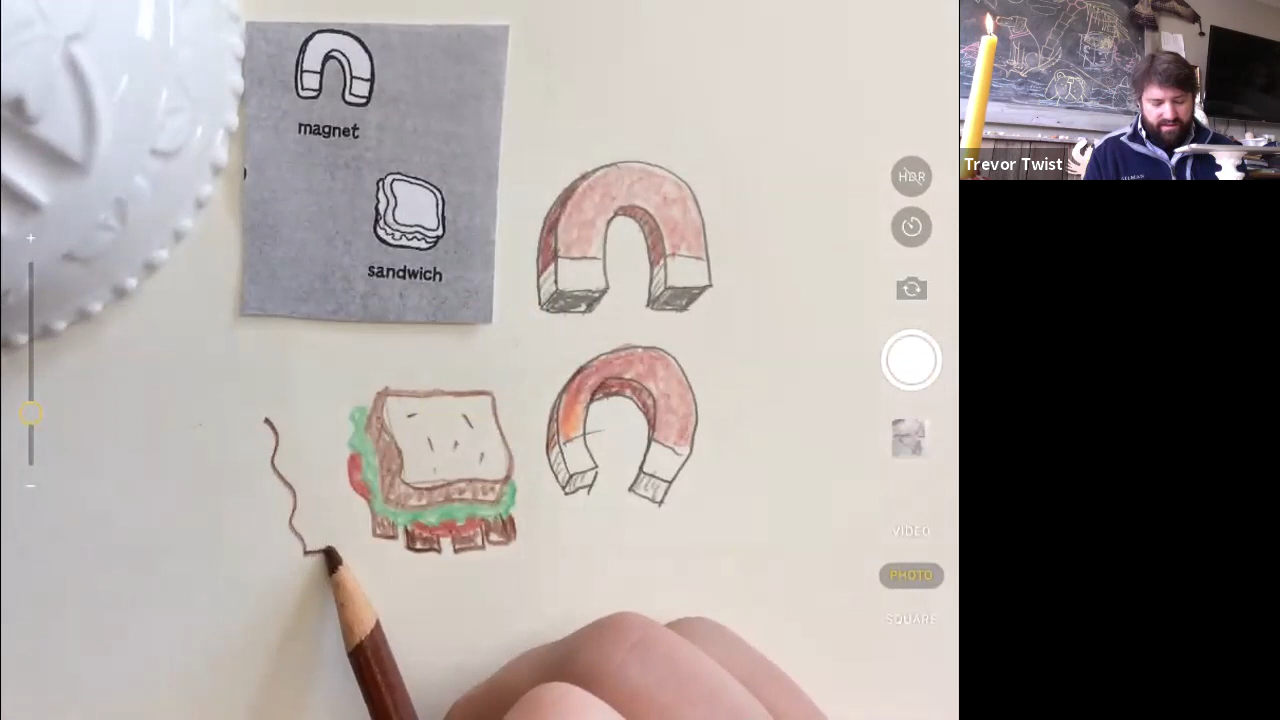 magnet
sandwich
HDR
Trevor Twist
VIDEO
PHOTO
SQUARE